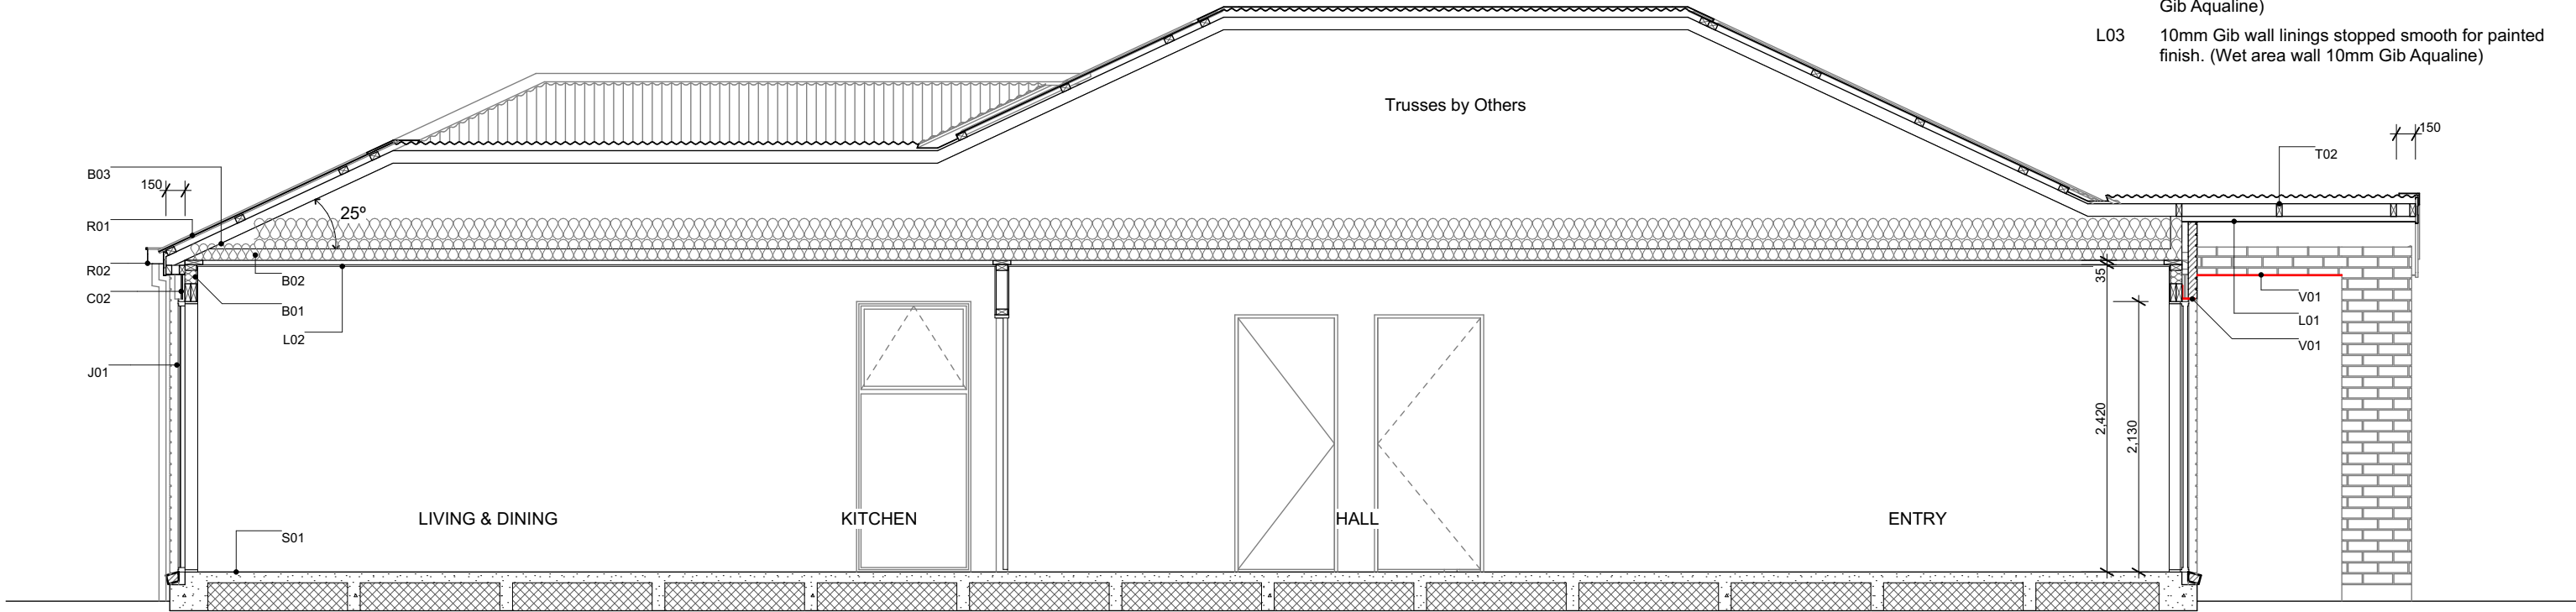 Gib Aqualine)
L03 10mm Gib wall linings stopped smooth for painted
finish. (Wet area wall 10mm Gib Aqualine)
Trusses by Others
150
T02
B03
150
25º
R01
R02
B02
C02
B01
L02
J01
35
V01
L01
V01
2,420
2,130
LIVING & DINING
KITCHEN
HALL
ENTRY
S01